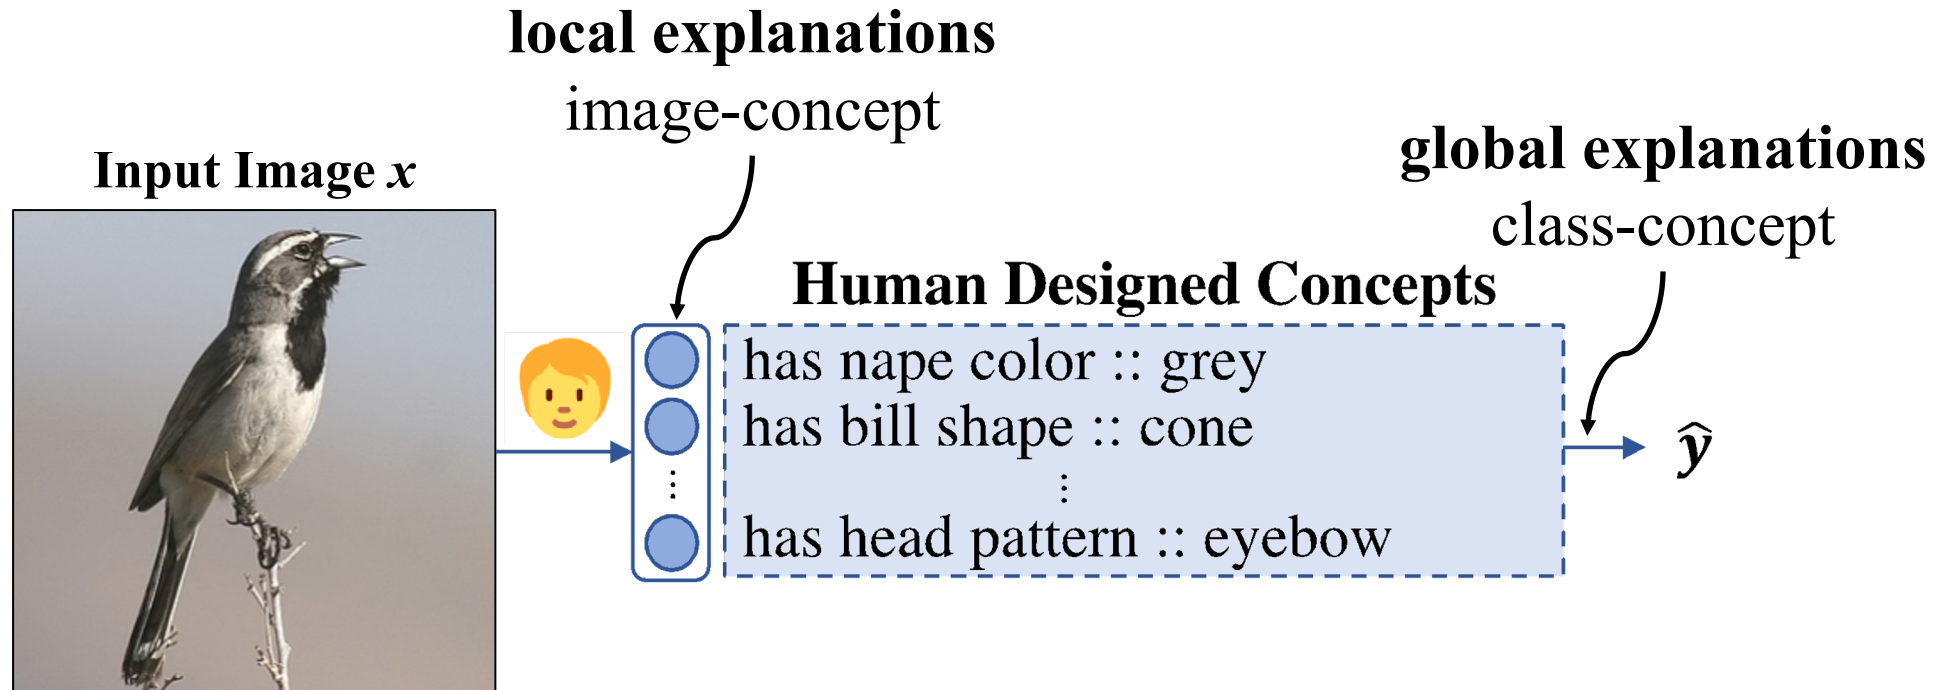 local explanations
image-concept
global explanations
class-concept
Input Image x
Human Designed Concepts
has nape color :: grey
has bill shape :: cone
⋮
⋮
has head pattern :: eyebow
ŷ